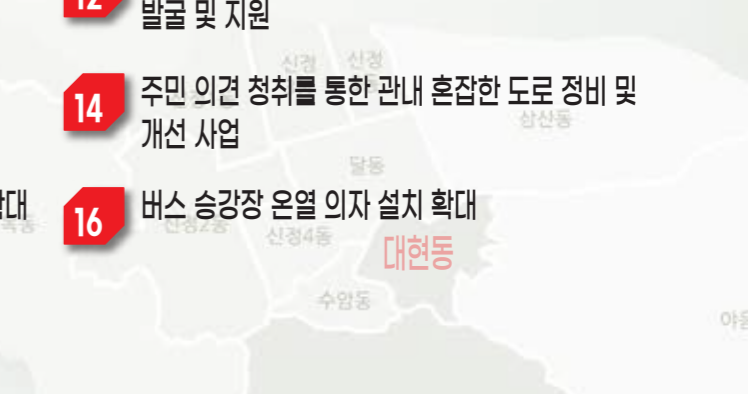 12
발굴 및 지원
신정
신정
14
주민 의견 청취를 통한 관내 혼잡한 도로 정비 및
개선 사업
삼산동
달동
확대
16
버스 승강장 온열 의자 설치 확대
신정2동
신정4동
대현동
수암동